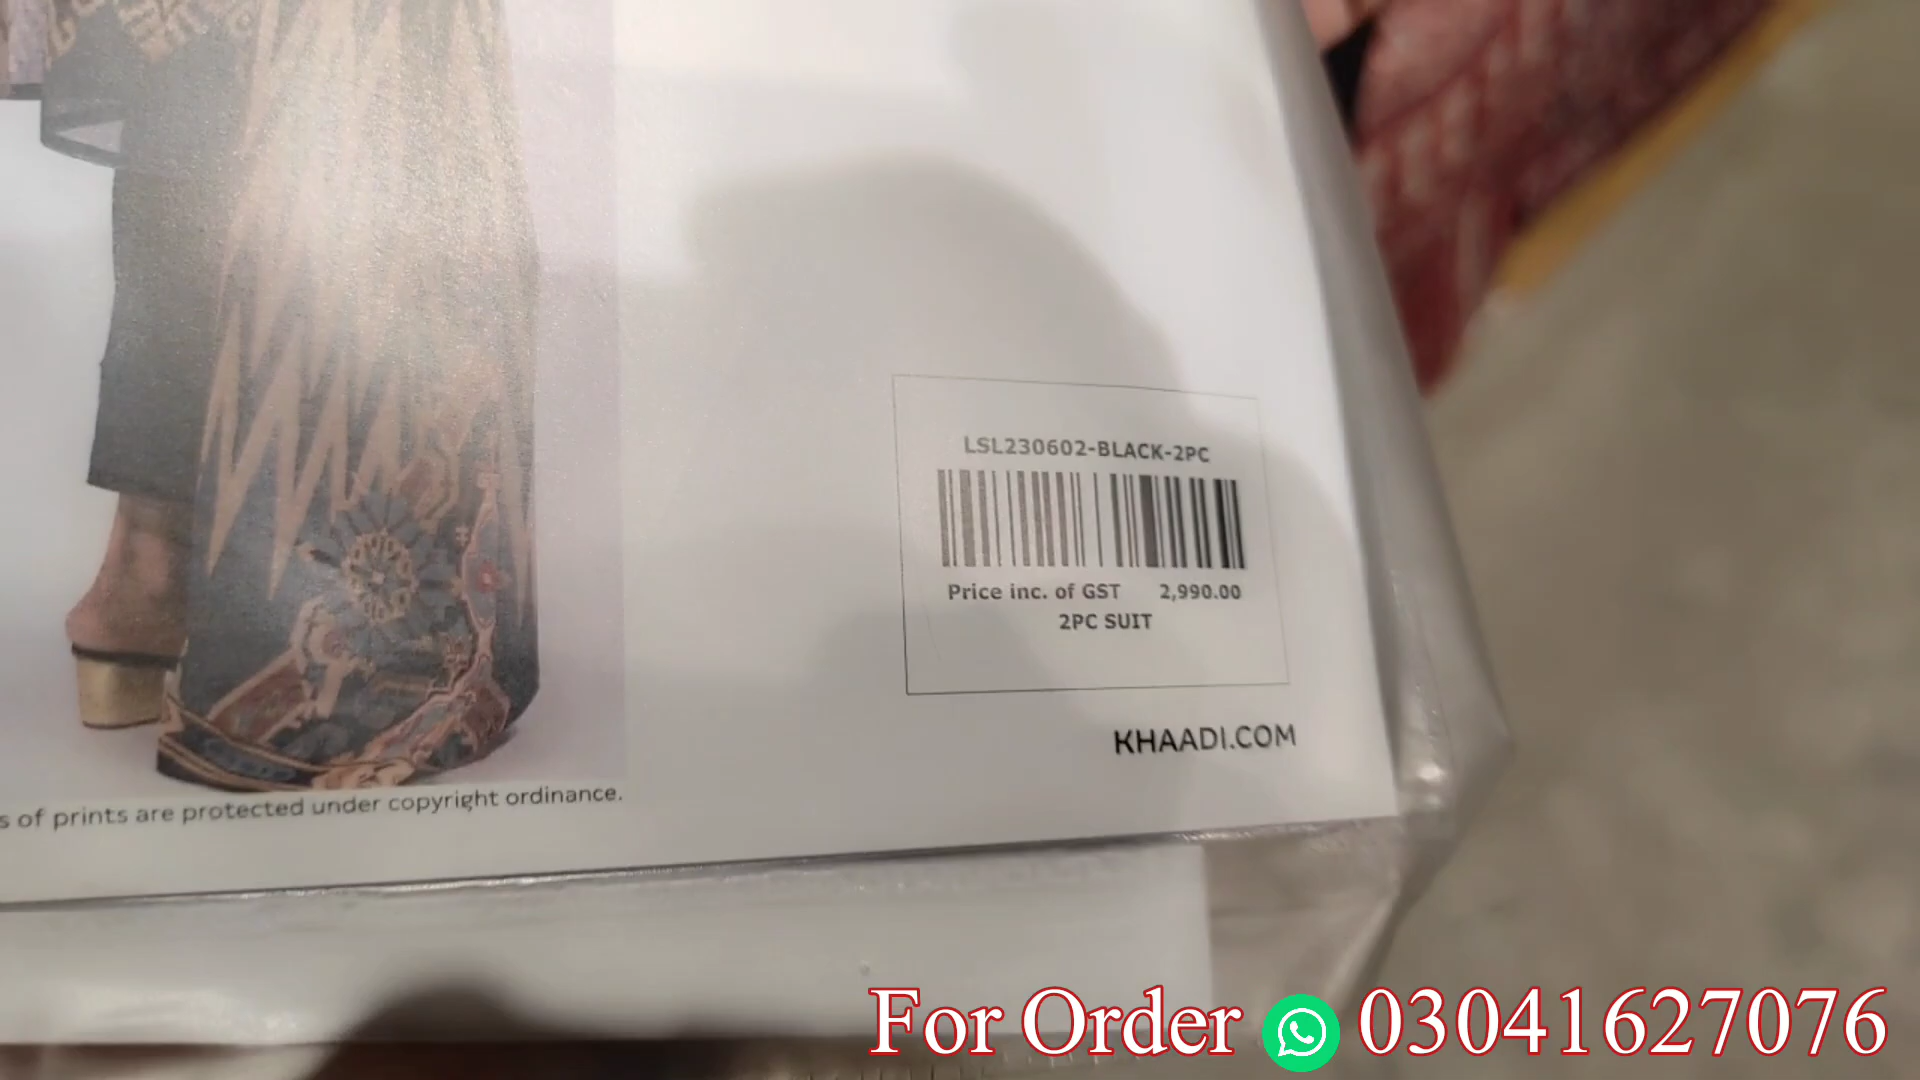 LSL230602-BLACK-2PC
Price inc. of GST 2,990.00
2PC SUIT
KHAADI.COM
s of prints are protected under copyright ordinance.
For Order 03041627076